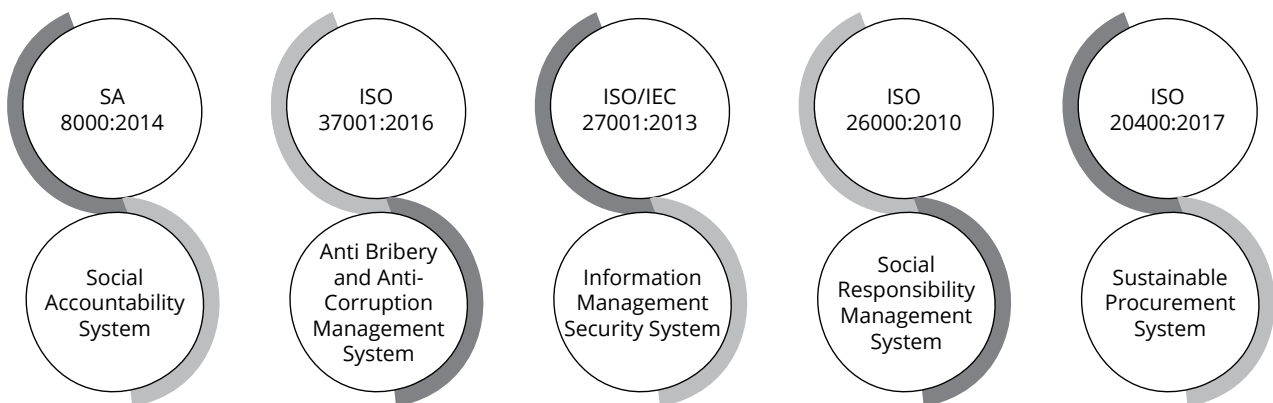 SA
8000:2014
ISO
37001:2016
ISO/IEC
27001:2013
ISO
26000:2010
ISO
20400:2017
Social
Accountability
System
Anti Bribery
and Anti-
Corruption
Management
System
Information
Management
Security System
Social
Responsibility
Management
System
Sustainable
Procurement
System